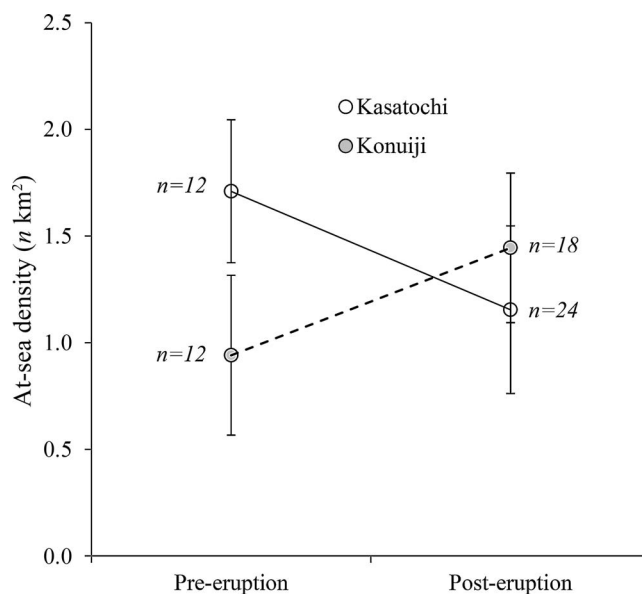 2.5
2.0
1.5
1.0
0.5
0.0
At-sea density (n km²)
Kasatochi
Konuiji
n=12
n=12
n=18
n=24
Pre-eruption
Post-eruption